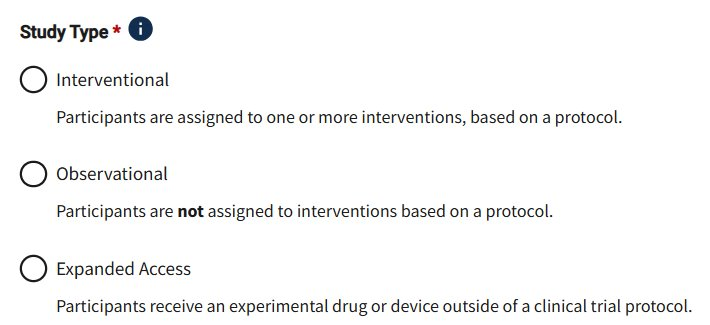 Study Type * i
Interventional
Participants are assigned to one or more interventions, based on a protocol.
Observational
Participants are not assigned to interventions based on a protocol.
Expanded Access
Participants receive an experimental drug or device outside of a clinical trial protocol.